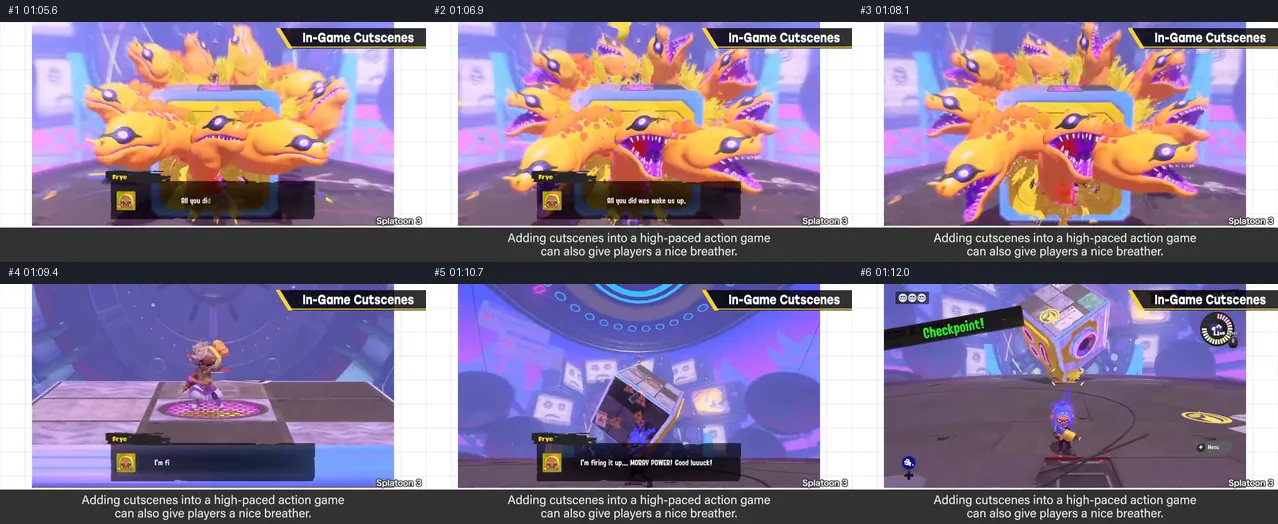 #1 01:05.6
In-Game Cutscenes
Frye
All you did
Splatoon 3
#2 01:06.9
In-Game Cutscenes
Frye
All you did was wake us up.
Splatoon 3
Adding cutscenes into a high-paced action game
can also give players a nice breather.
#3 01:08.1
In-Game Cutscenes
Splatoon 3
Adding cutscenes into a high-paced action game
can also give players a nice breather.
#4 01:09.4
In-Game Cutscenes
Frye
I'm fi
Splatoon 3
Adding cutscenes into a high-paced action game
can also give players a nice breather.
#5 01:10.7
In-Game Cutscenes
Frye
I'm firing it up... MORAY POWER! Good luuuck!
Splatoon 3
Adding cutscenes into a high-paced action game
can also give players a nice breather.
#6 01:12.0
In-Game Cutscenes
Checkpoint!
Menu
Splatoon 3
Adding cutscenes into a high-paced action game
can also give players a nice breather.